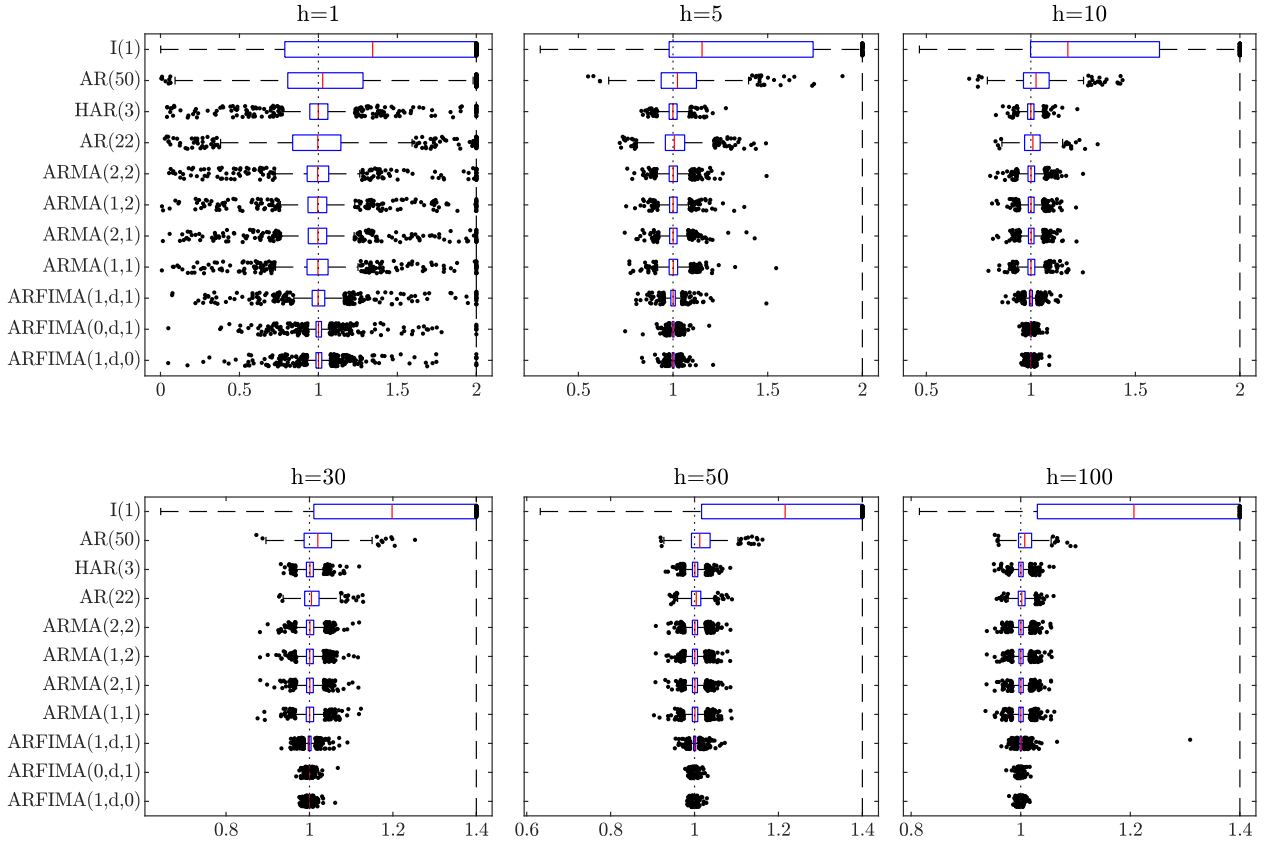 h=1
h=5
h=10
I(1)
AR(50)
HAR(3)
AR(22)
ARMA(2,2)
ARMA(1,2)
ARMA(2,1)
ARMA(1,1)
ARFIMA(1,d,1)
ARFIMA(0,d,1)
ARFIMA(1,d,0)
0 0.5 1 1.5 2
0.5 1 1.5 2
0.5 1 1.5 2
h=30
h=50
h=100
I(1)
AR(50)
HAR(3)
AR(22)
ARMA(2,2)
ARMA(1,2)
ARMA(2,1)
ARMA(1,1)
ARFIMA(1,d,1)
ARFIMA(0,d,1)
ARFIMA(1,d,0)
0.8 1 1.2 1.4
0.6 0.8 1 1.2 1.4
0.8 1 1.2 1.4